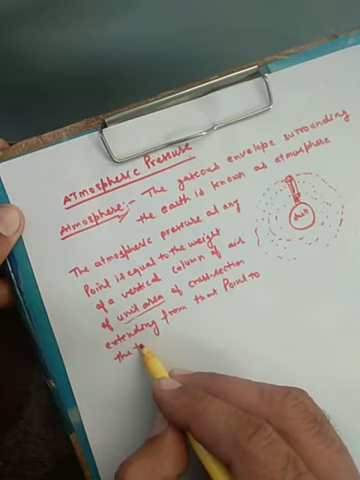 Atmospheric Pressure
Atmosphere:- The gaseous envelope surrounding
the earth is known as atmosphere
The atmospheric pressure at any
Point is equal to the weight
of a vertical column of air
of unit area of cross-section
extending from that Point to
the